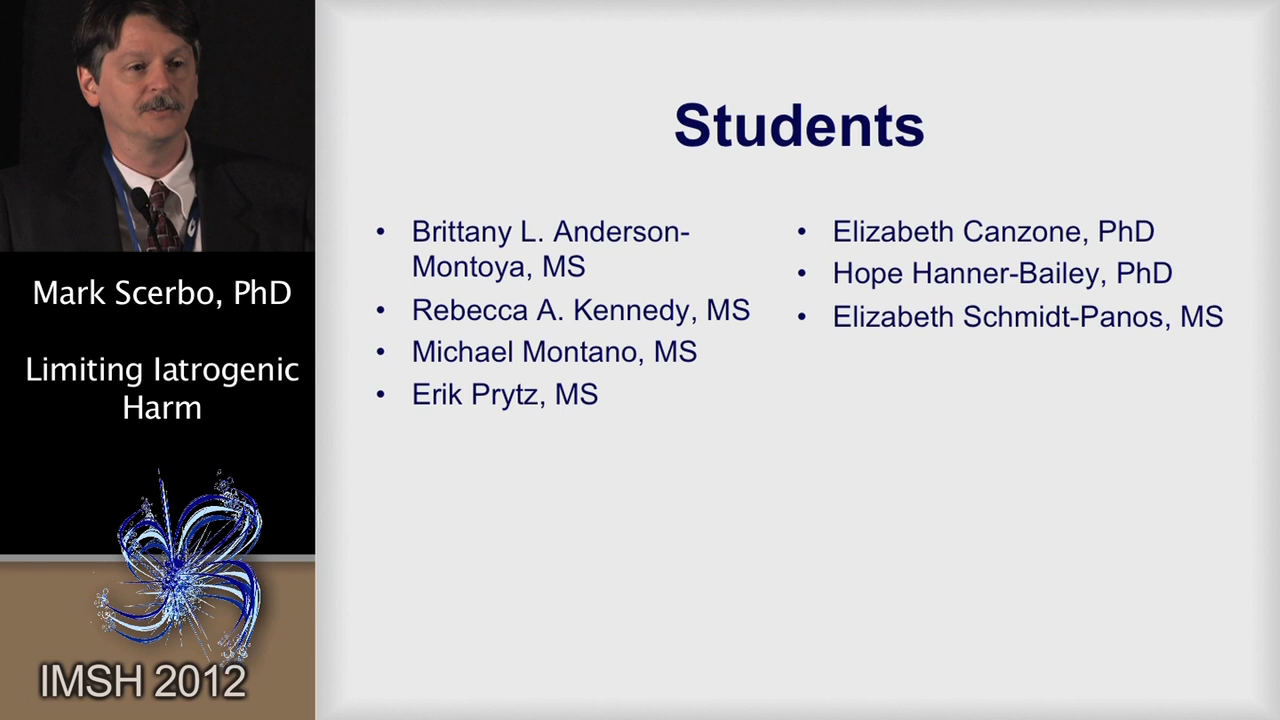 Mark Scerbo, PhD
Limiting Iatrogenic
Harm
IMSH 2012
Students
• Brittany L. Anderson-
Montoya, MS
• Rebecca A. Kennedy, MS
• Michael Montano, MS
• Erik Prytz, MS
• Elizabeth Canzone, PhD
• Hope Hanner-Bailey, PhD
• Elizabeth Schmidt-Panos, MS